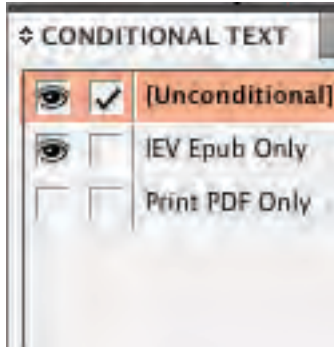 CONDITIONAL TEXT
[Unconditional]
IEV Epub Only
Print PDF Only